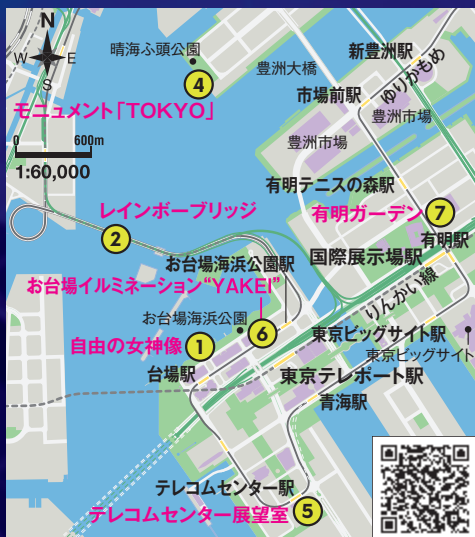 N
W
E
S
晴海ふ頭公園
4
モニュメント「TOKYO」
0
600m
1:60,000
豊洲大橋
新豊洲駅
ゆりかもめ
市場前駅
豊洲市場
豊洲市場
有明テニスの森駅
レインボーブリッジ
2
有明ガーデン
7
有明駅
国際展示場駅
りんかい線
お台場海浜公園駅
お台場イルミネーション“YAKEI”
お台場海浜公園
6
自由の女神像
1
台場駅
東京ビッグサイト駅
東京ビッグサイト
東京テレポート駅
青海駅
テレコムセンター駅
テレコムセンター展望室
5